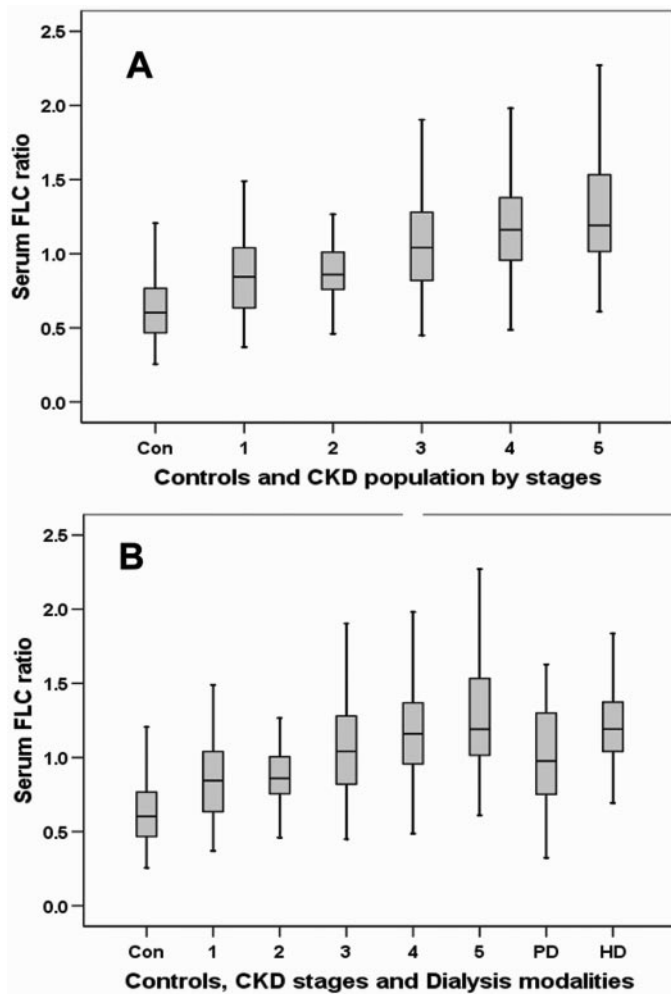 A
Serum FLC ratio
2.5
2.0
1.5
1.0
0.5
0.0
Con 1 2 3 4 5
Controls and CKD population by stages
B
Serum FLC ratio
2.5
2.0
1.5
1.0
0.5
0.0
Con 1 2 3 4 5 PD HD
Controls, CKD stages and Dialysis modalities